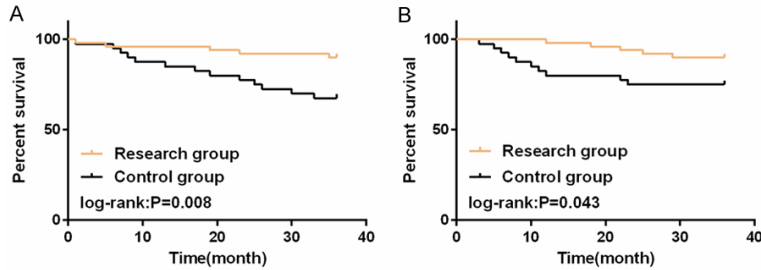 A
Percent survival
100
50
0
Research group
Control group
log-rank:P=0.008
0 10 20 30 40
Time(month)
B
Percent survival
100
50
0
Research group
Control group
log-rank:P=0.043
0 10 20 30 40
Time(month)